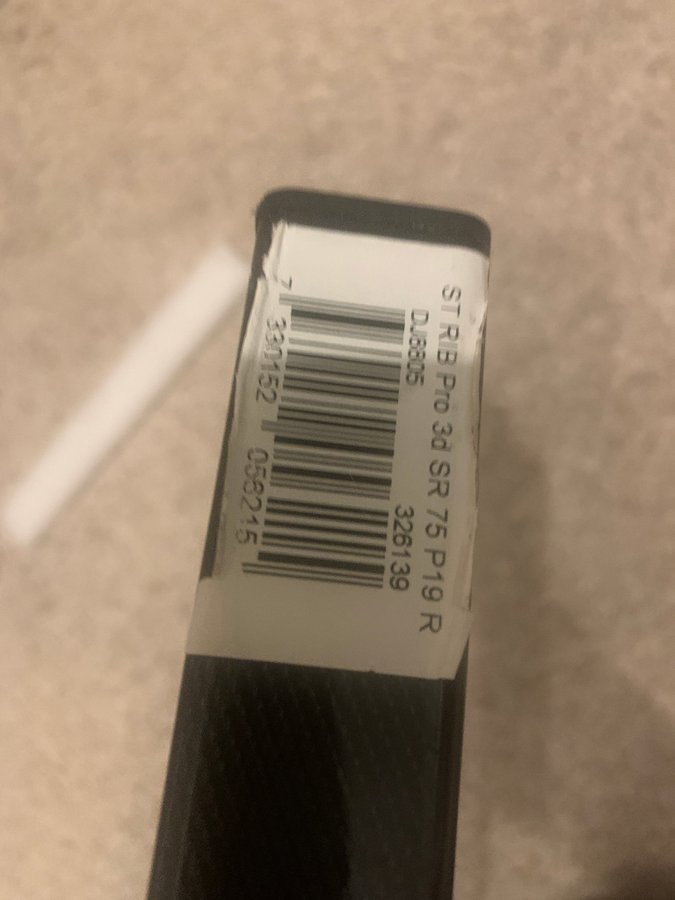 ST RIB Pro 3d SR 75 P19 R
DJ8805 326139
7 330152 058215